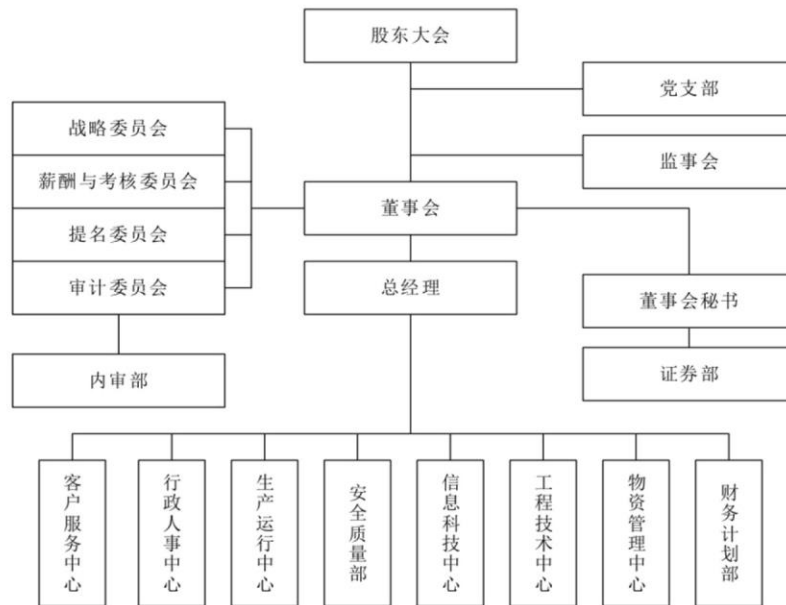 股东大会
党支部
战略委员会
监事会
薪酬与考核委员会
董事会
提名委员会
审计委员会
总经理
董事会秘书
内审部
证券部
客户服务中心
行政人事中心
生产运行中心
安全质量部
信息科技中心
工程技术中心
物资管理中心
财务计划部